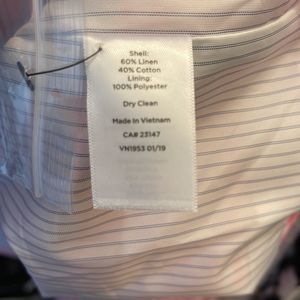 Shell:
60% Linen
40% Cotton
Lining:
100% Polyester
Dry Clean
Made In Vietnam
CA# 23147
VN1953 01/19